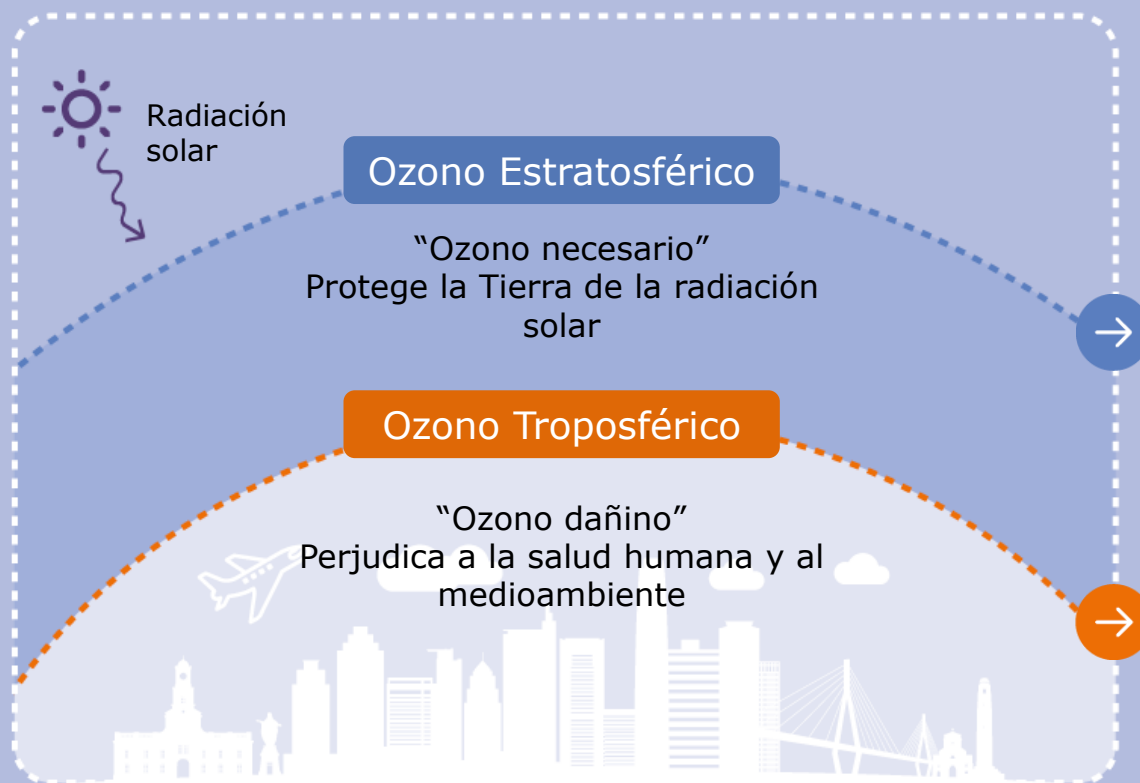 Radiación
solar
Ozono Estratosférico
“Ozono necesario”
Protege la Tierra de la radiación
solar
Ozono Troposférico
“Ozono dañino”
Perjudica a la salud humana y al
medioambiente